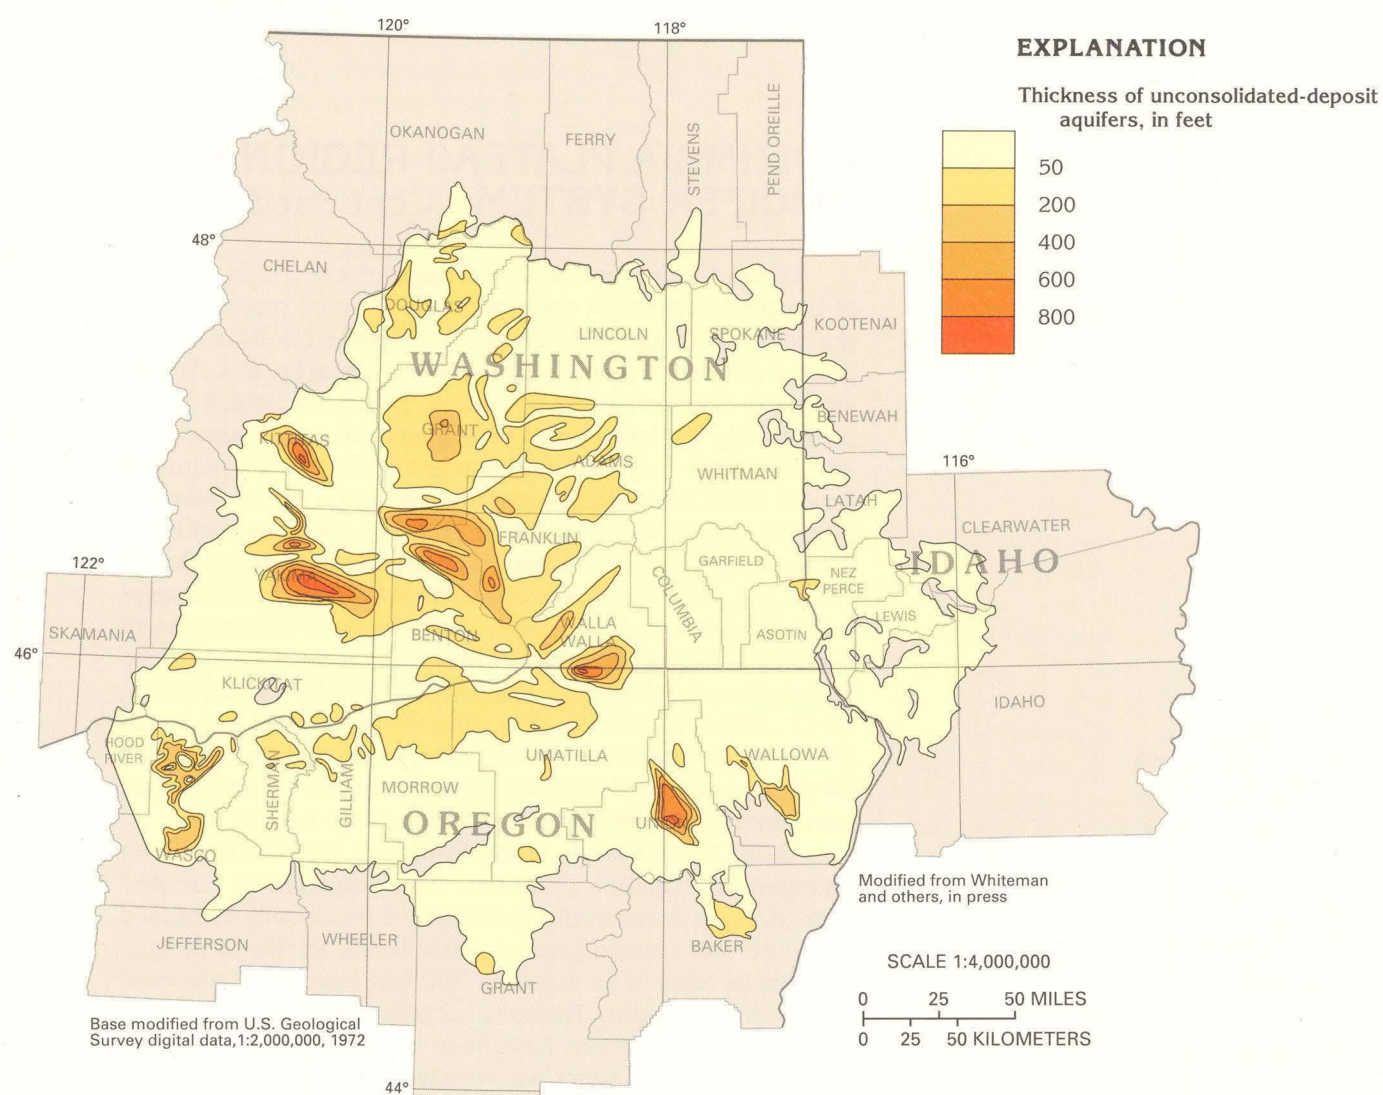 120°
118°
EXPLANATION
Thickness of unconsolidated-deposit
aquifers, in feet
50
200
400
600
800
OKANOGAN
FERRY
STEVENS
PEND OREILLE
48°
CHELAN
DOUGLAS
LINCOLN
SPOKANE
KOOTENAI
WASHINGTON
KITTITAS
GRANT
ADAMS
WHITMAN
BENEWAH
LATAH
116°
CLEARWATER
FRANKLIN
GARFIELD
COLUMBIA
IDAHO
122°
YAKIMA
NEZ
PERCE
LEWIS
SKAMANIA
BENTON
WALLA
WALLA
ASOTIN
46°
KLICKITAT
IDAHO
HOOD
RIVER
SHERMAN
GILLIAM
MORROW
UMATILLA
WALLOWA
OREGON
UNION
WASCO
JEFFERSON
WHEELER
GRANT
BAKER
44°
Modified from Whiteman
and others, in press
SCALE 1:4,000,000
0 25 50 MILES
0 25 50 KILOMETERS
Base modified from U.S. Geological
Survey digital data,1:2,000,000, 1972